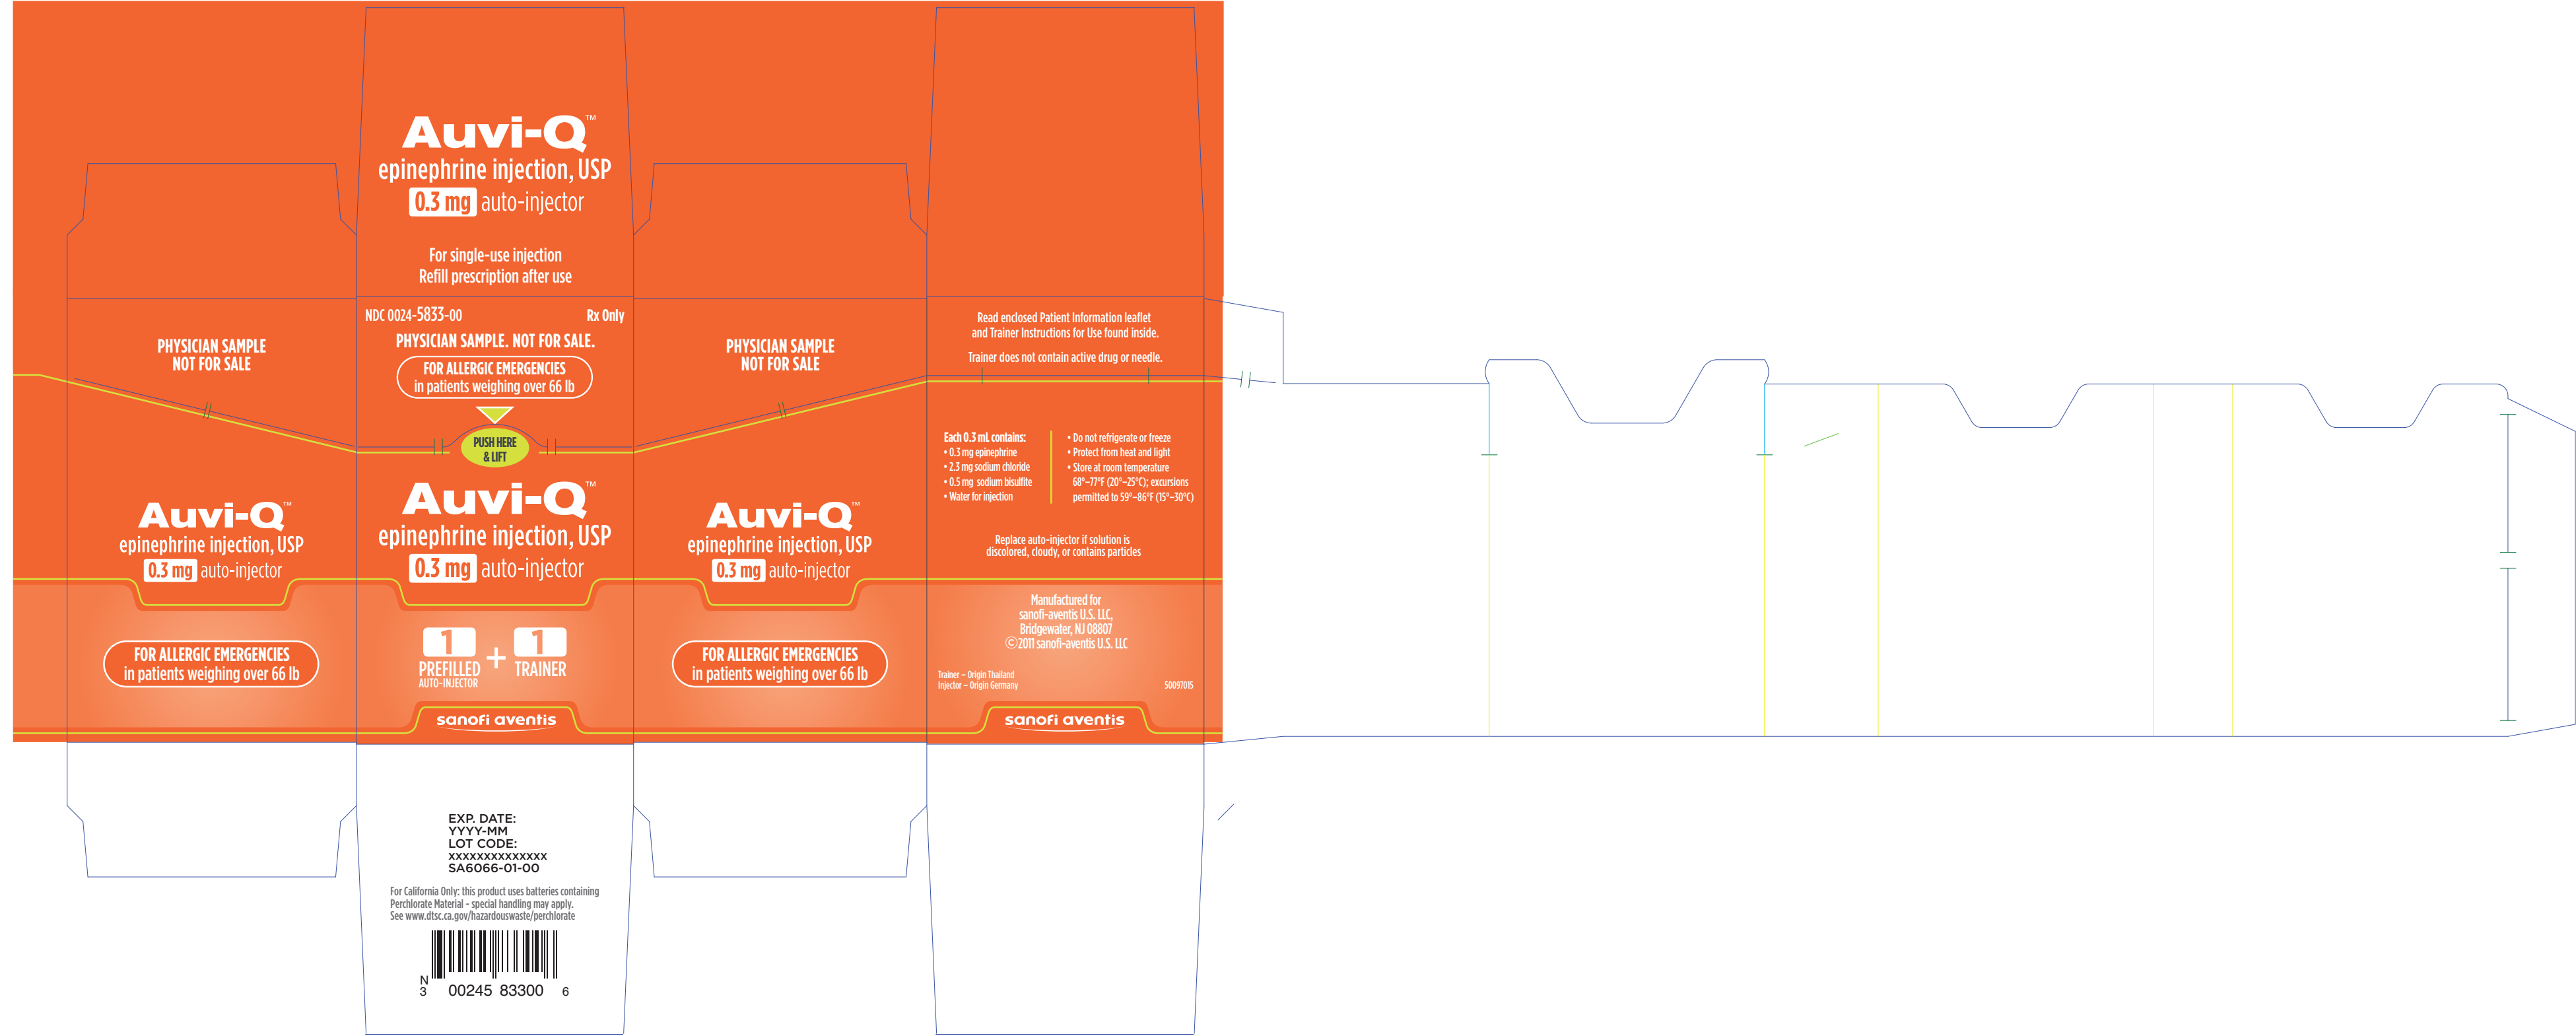 Auvi-Q™
epinephrine injection, USP
0.3 mg auto-injector
For single-use injection
Refill prescription after use
NDC 0024-5833-00 Rx Only
PHYSICIAN SAMPLE. NOT FOR SALE.
FOR ALLERGIC EMERGENCIES
in patients weighing over 66 lb
PUSH HERE
& LIFT
Auvi-Q™
epinephrine injection, USP
0.3 mg auto-injector
1 + 1
PREFILLED TRAINER
AUTO-INJECTOR
sanofi aventis
PHYSICIAN SAMPLE
NOT FOR SALE
Auvi-Q™
epinephrine injection, USP
0.3 mg auto-injector
FOR ALLERGIC EMERGENCIES
in patients weighing over 66 lb
PHYSICIAN SAMPLE
NOT FOR SALE
Auvi-Q™
epinephrine injection, USP
0.3 mg auto-injector
FOR ALLERGIC EMERGENCIES
in patients weighing over 66 lb
Read enclosed Patient Information leaflet
and Trainer Instructions for Use found inside.
Trainer does not contain active drug or needle.
Each 0.3 mL contains:
• 0.3 mg epinephrine
• 2.3 mg sodium chloride
• 0.5 mg sodium bisulfite
• Water for injection
• Do not refrigerate or freeze
• Protect from heat and light
• Store at room temperature
68°–77°F (20°–25°C); excursions
permitted to 59°–86°F (15°–30°C)
Replace auto-injector if solution is
discolored, cloudy, or contains particles
Manufactured for
sanofi-aventis U.S. LLC,
Bridgewater, NJ 08807
©2011 sanofi-aventis U.S. LLC
Trainer – Origin Thailand
Injector – Origin Germany
50097015
sanofi aventis
EXP. DATE:
YYYY-MM
LOT CODE:
xxxxxxxxxxxxxx
SA6066-01-00
For California Only: this product uses batteries containing
Perchlorate Material - special handling may apply.
See www.dtsc.ca.gov/hazardouswaste/perchlorate
N
3 00245 83300 6